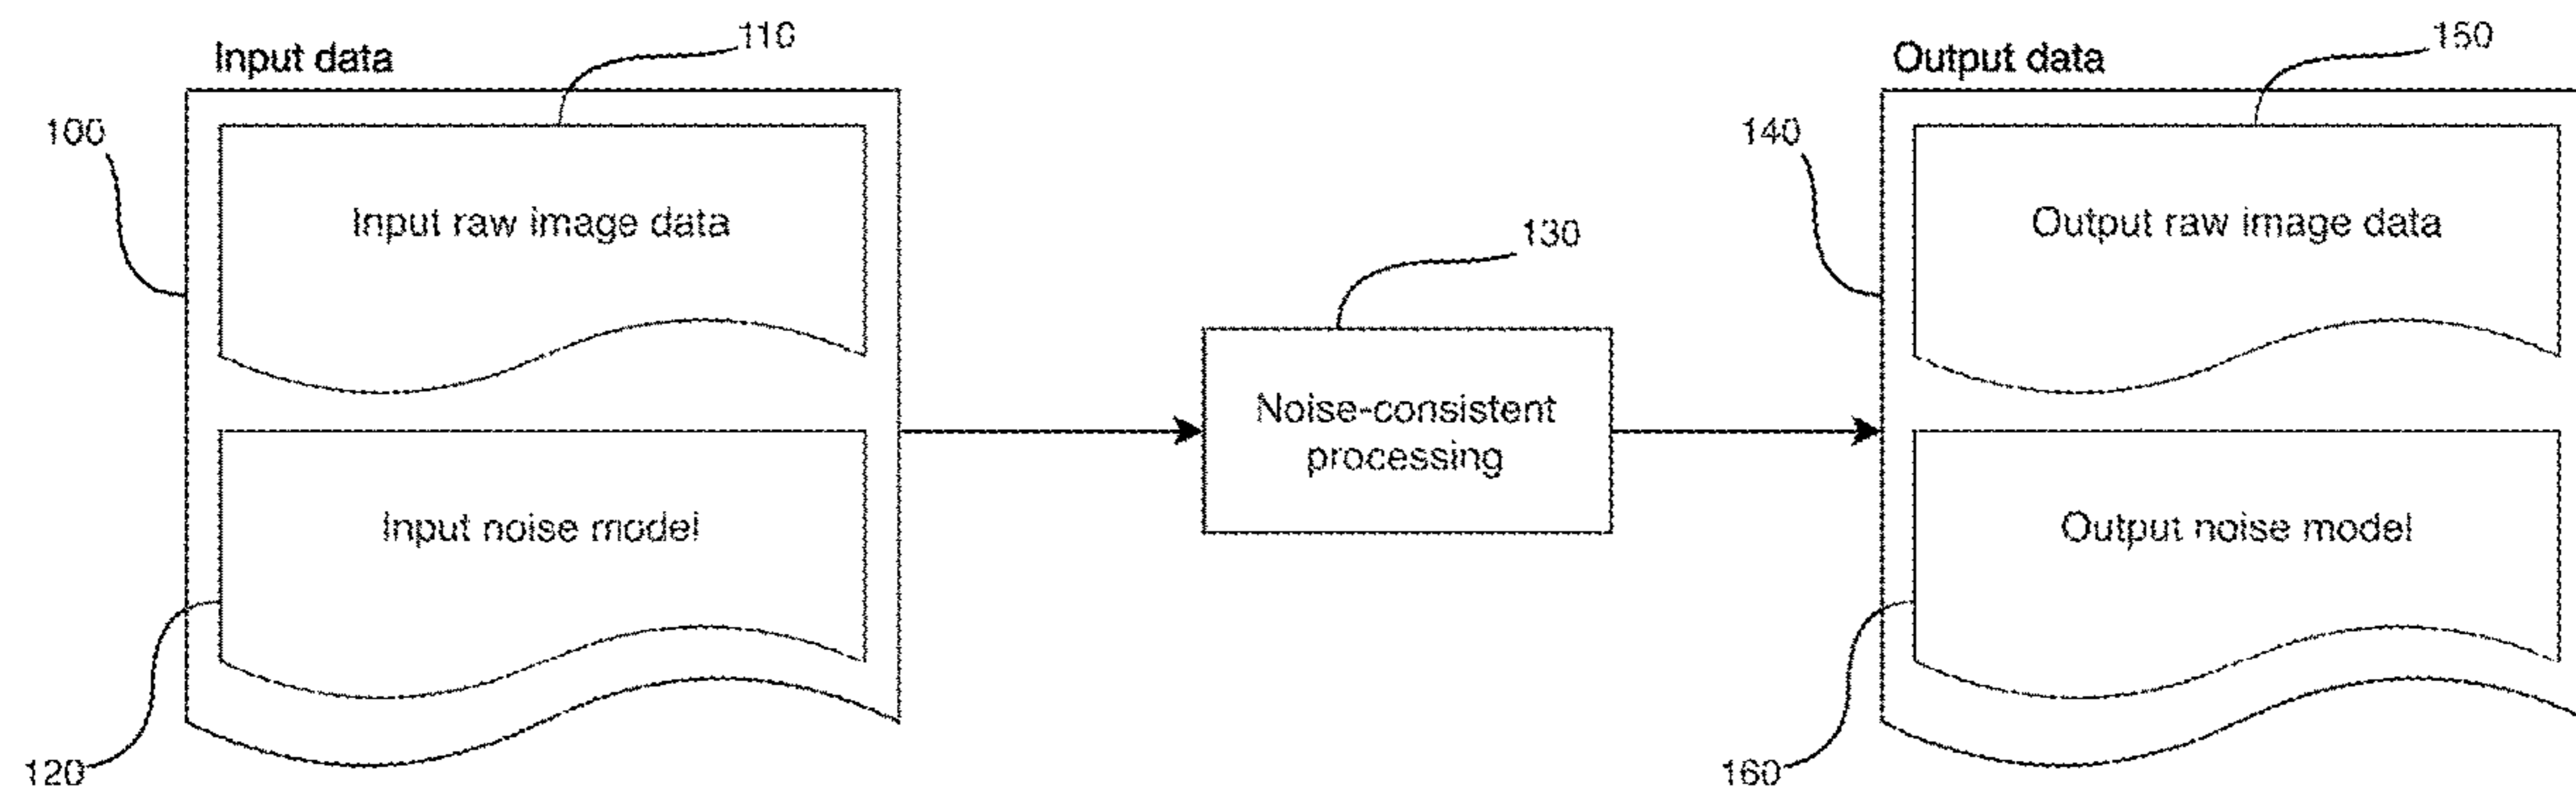 Input data
110
100
Input raw image data
Input noise model
120
130
Noise-consistent
processing
Output data
150
140
Output raw image data
Output noise model
160